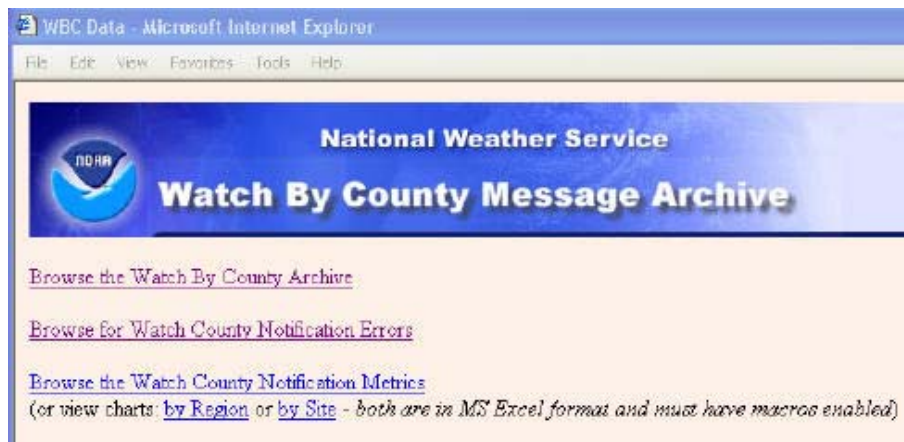 WBC Data - Microsoft Internet Explorer
File Edit View Favorites Tools Help
NOAA
National Weather Service
Watch By County Message Archive
Browse the Watch By County Archive
Browse for Watch County Notification Errors
Browse the Watch County Notification Metrics
(or view charts: by Region or by Site - both are in MS Excel format and must have macros enabled)